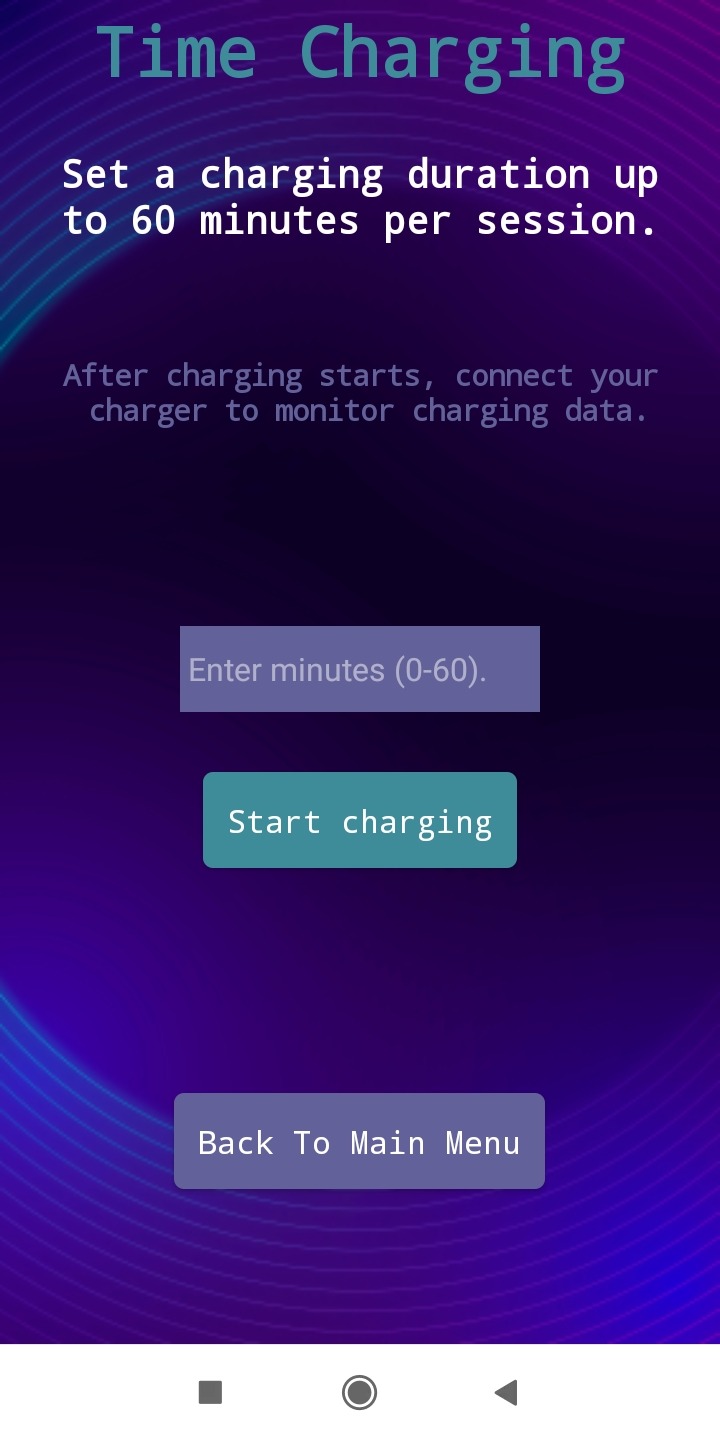 Time Charging
Set a charging duration up
to 60 minutes per session.
After charging starts, connect your
charger to monitor charging data.
Enter minutes (0-60).
Start charging
Back To Main Menu